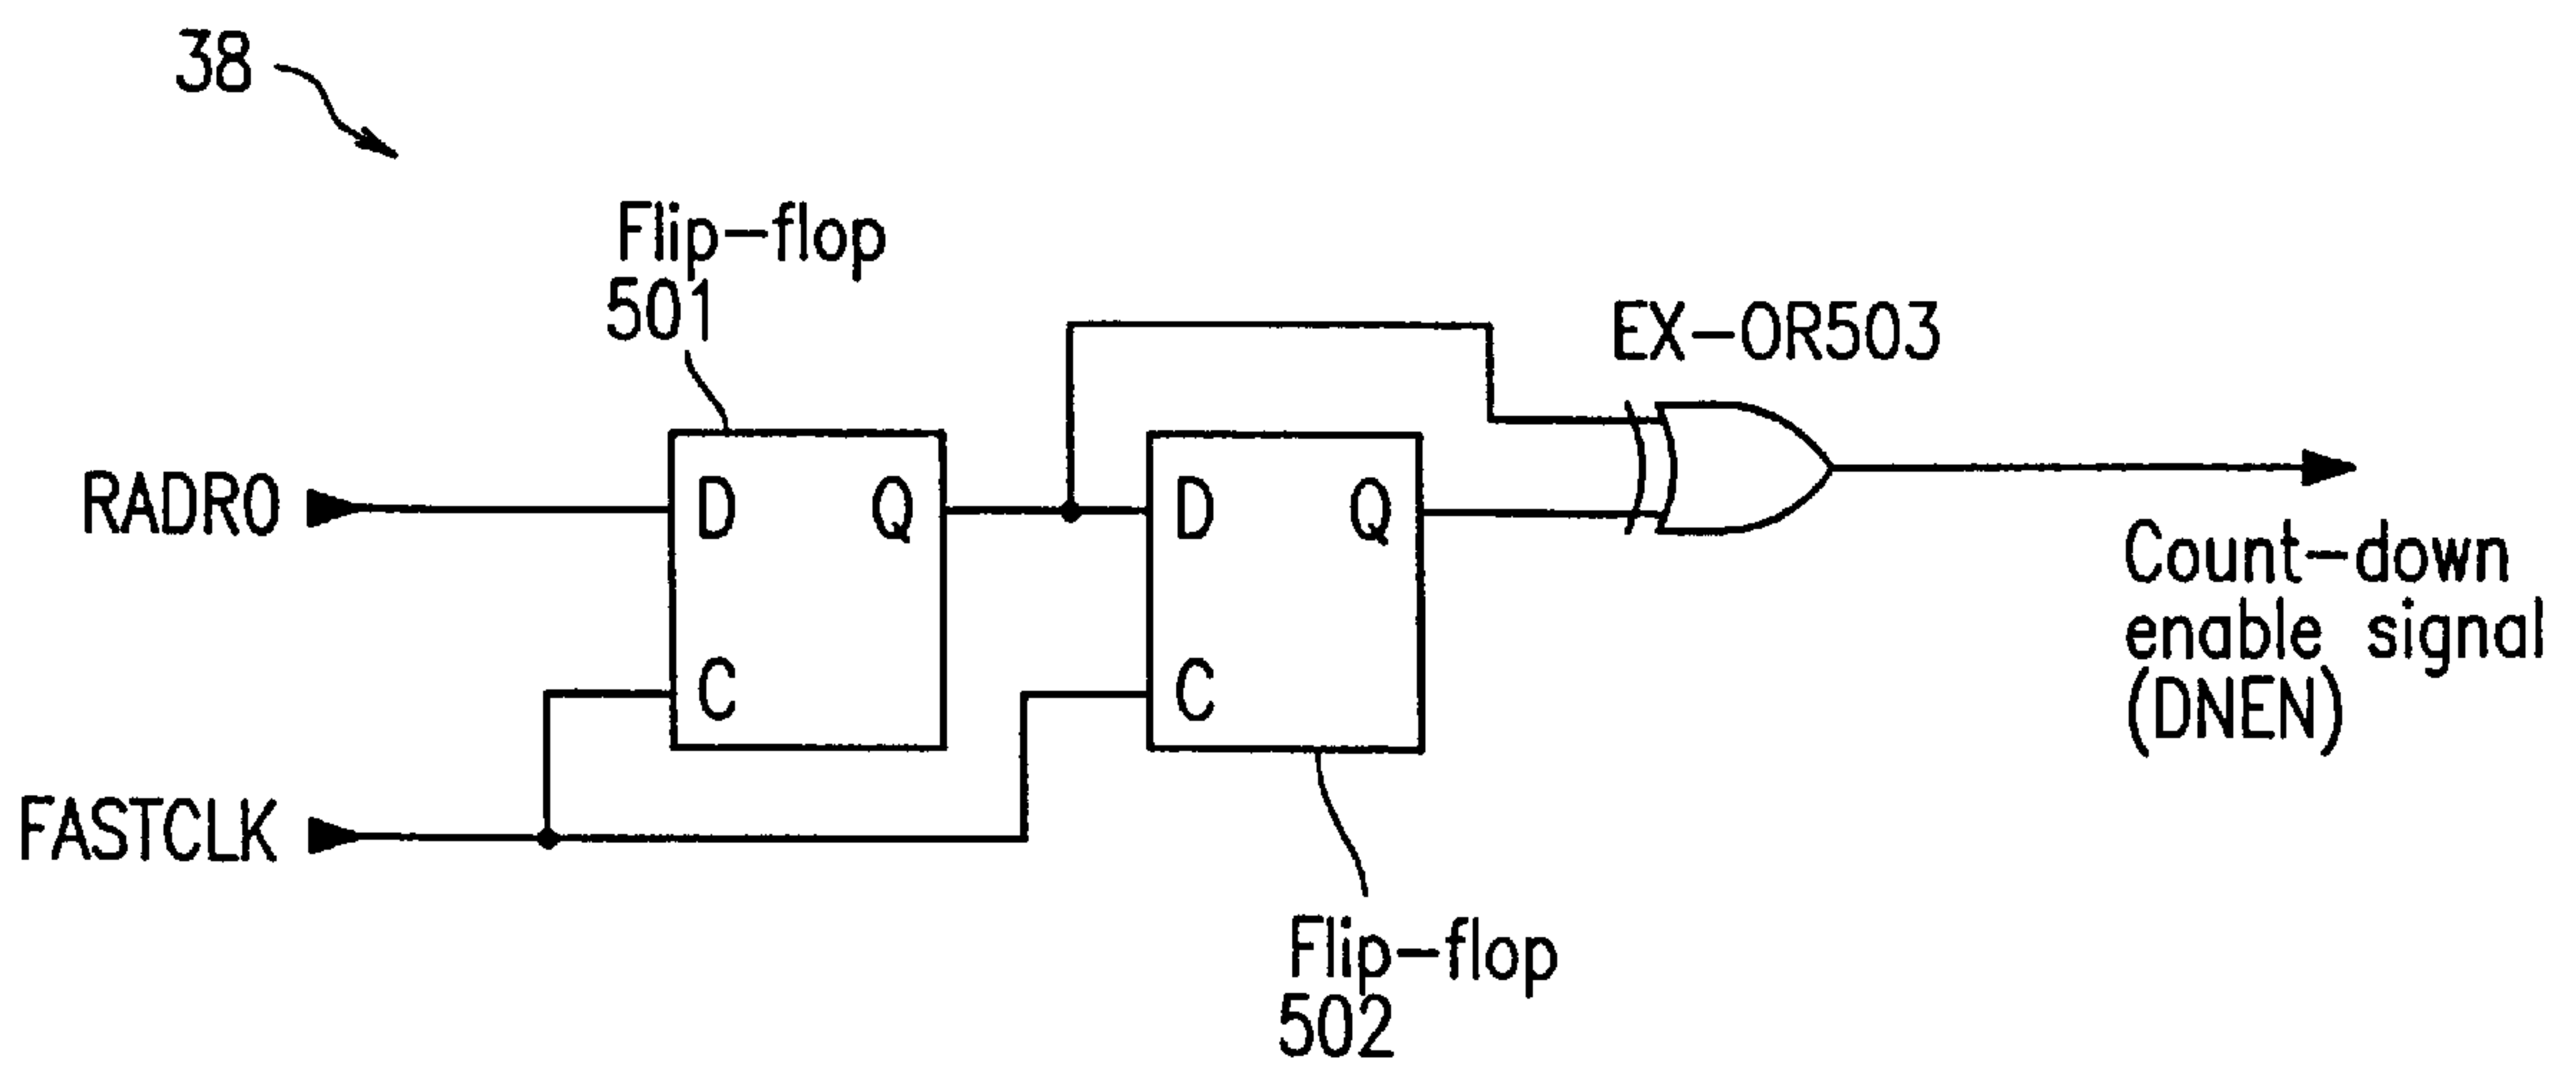 38
Flip-flop
501
EX-OR503
RADR0
D
Q
D
Q
Count-down
enable signal
(DNEN)
C
C
FASTCLK
Flip-flop
502